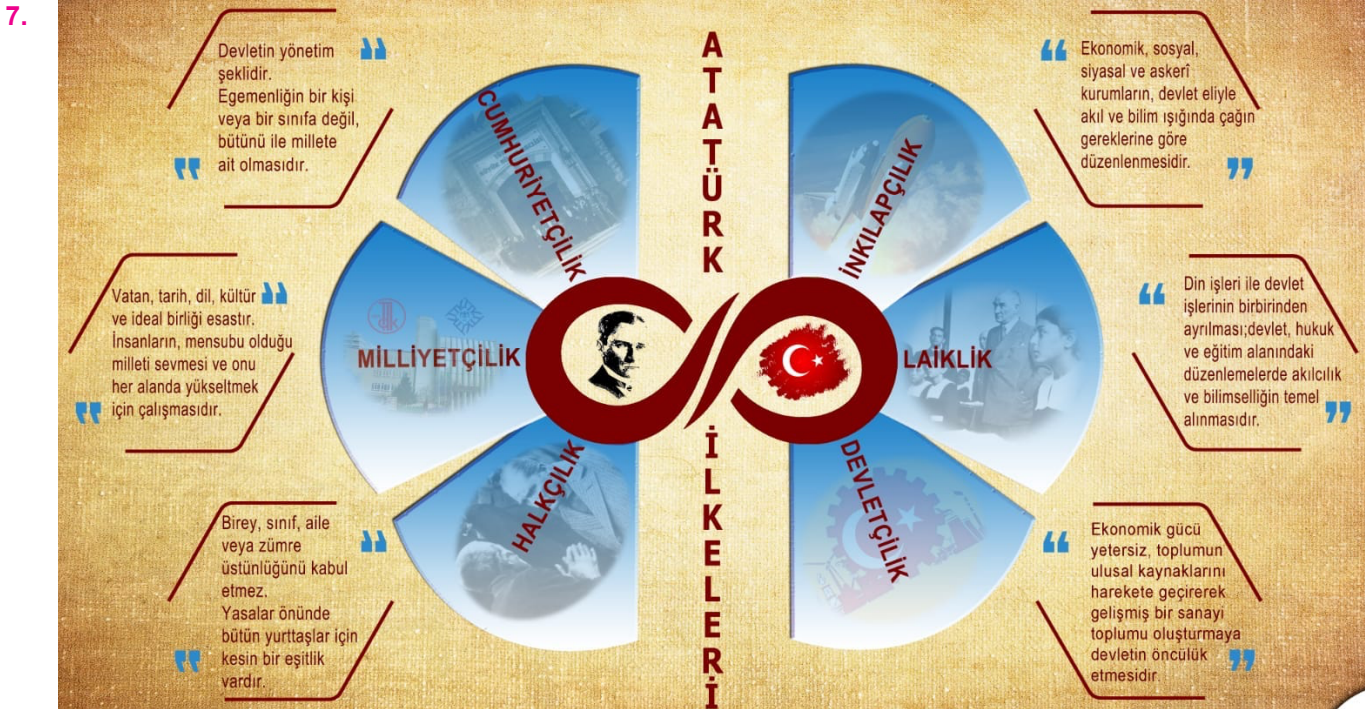 7.
Devletin yönetim
şeklidir.
Egemenliğin bir kişi
veya bir sınıfa değil,
bütünü ile millete
ait olmasıdır.
CUMHURİYETÇİLİK
Vatan, tarih, dil, kültür
ve ideal birliği esastır.
İnsanların, mensubu olduğu
milleti sevmesi ve onu
her alanda yükseltmek
için çalışmasıdır.
MİLLİYETÇİLİK
Birey, sınıf, aile
veya zümre
üstünlüğünü kabul
etmez.
Yasalar önünde
bütün yurttaşlar için
kesin bir eşitlik
vardır.
HALKÇILIK
ATATÜRK
İLKELERİ
İNKILAPÇILIK
Ekonomik, sosyal,
siyasal ve askerî
kurumların, devlet eliyle
akıl ve bilim ışığında çağın
gereklerine göre
düzenlenmesidir.
LAİKLİK
Din işleri ile devlet
işlerinin birbirinden
ayrılması;devlet, hukuk
ve eğitim alanındaki
düzenlemelerde akılcılık
ve bilimselliğin temel
alınmasıdır.
DEVLETÇİLİK
Ekonomik gücü
yetersiz, toplumun
ulusal kaynaklarını
harekete geçirerek
gelişmiş bir sanayi
toplumu oluşturmaya
devletin öncülük
etmesidir.